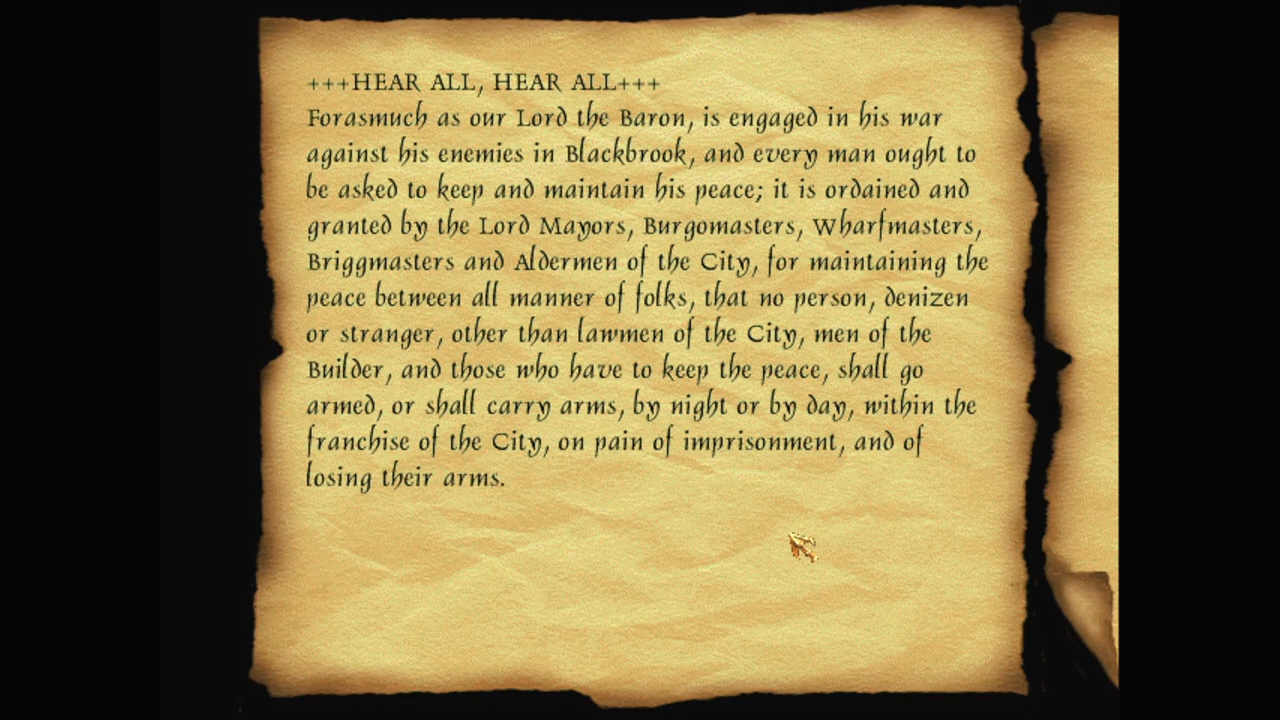 +++HEAR ALL, HEAR ALL+++
Forasmuch as our Lord the Baron, is engaged in his war
against his enemies in Blackbrook, and every man ought to
be asked to keep and maintain his peace; it is ordained and
granted by the Lord Mayors, Burgomasters, Wharfmasters,
Briggmasters and Aldermen of the City, for maintaining the
peace between all manner of folks, that no person, denizen
or stranger, other than lawmen of the City, men of the
Builder, and those who have to keep the peace, shall go
armed, or shall carry arms, by night or by day, within the
franchise of the City, on pain of imprisonment, and of
losing their arms.